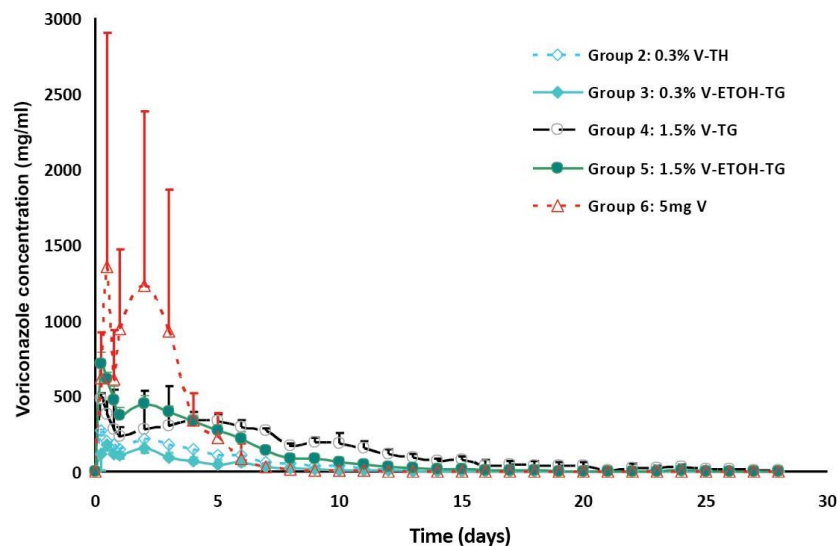 3000
2500
2000
1500
1000
500
0
Voriconazole concentration (mg/ml)
Group 2: 0.3% V-TH
Group 3: 0.3% V-ETOH-TG
Group 4: 1.5% V-TG
Group 5: 1.5% V-ETOH-TG
Group 6: 5mg V
0 5 10 15 20 25 30
Time (days)